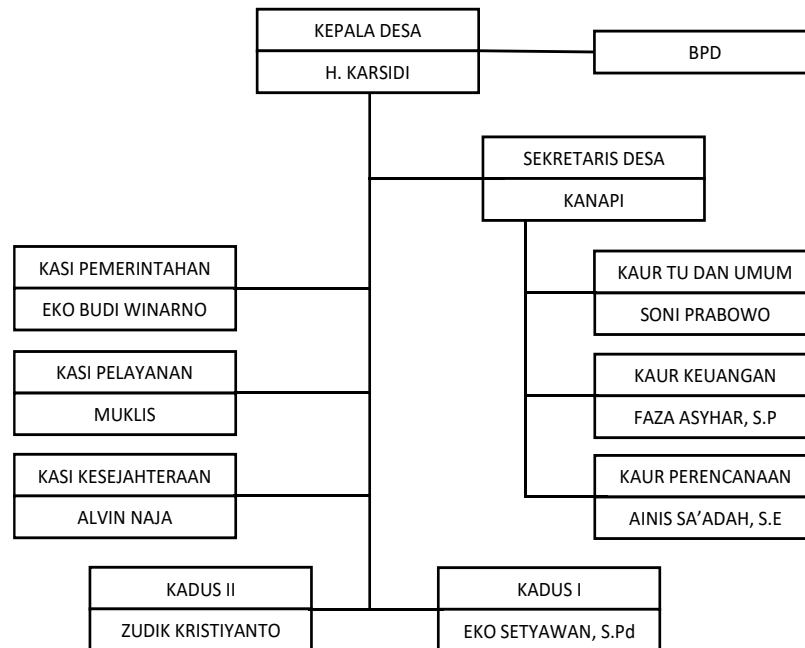 KEPALA DESA
H. KARSIDI
BPD
SEKRETARIS DESA
KANAPI
KASI PEMERINTAHAN
EKO BUDI WINARNO
KAUR TU DAN UMUM
SONI PRABOWO
KASI PELAYANAN
MUKLIS
KAUR KEUANGAN
FAZA ASYHAR, S.P
KASI KESEJAHTERAAN
ALVIN NAJA
KAUR PERENCANAAN
AINIS SA’ADAH, S.E
KADUS II
ZUDIK KRISTIYANTO
KADUS I
EKO SETYAWAN, S.Pd